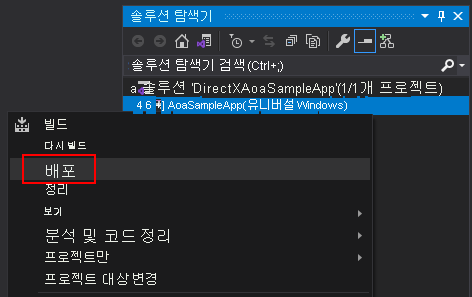 솔루션 탐색기
솔루션 탐색기 검색(Ctrl+;)
솔루션 'DirectXAoaSampleApp'(1/1개 프로젝트)
4 6 AoaSampleApp(유니버설 Windows)
빌드
다시 빌드
배포
정리
보기
분석 및 코드 정리
프로젝트만
프로젝트 대상 변경